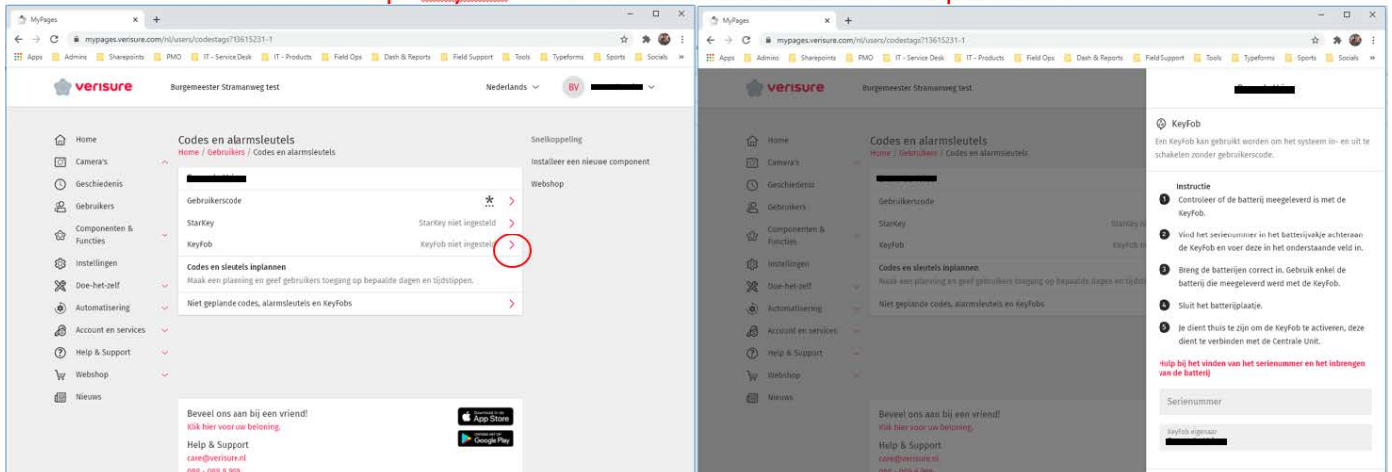 MyPages
mypages.verisure.com/nl/users/codestags?13615231-1
Apps Admins Sharepoints PMO IT - Service Desk IT - Products Field Ops Dash & Reports Field Support Tools Typeforms Sports Socials »
verisure Burgemeester Stramanweg test Nederlands BV
Home
Camera's
Geschiedenis
Gebruikers
Componenten &
Functies
Instellingen
Doe-het-zelf
Automatisering
Account en services
Help & Support
Webshop
Nieuws
Codes en alarmsleutels
Home / Gebruikers / Codes en alarmsleutels
Gebruikerscode
StarKey StarKey niet ingesteld
KeyFob KeyFob niet ingesteld
Codes en sleutels inplannen
Maak een planning en geef gebruikers toegang op bepaalde dagen en tijdstippen.
Niet geplande codes, alarmsleutels en KeyFobs
Snelkoppeling
Installeer een nieuwe component
Webshop
Beveel ons aan bij een vriend!
Klik hier voor uw beloning.
Help & Support
care@verisure.nl
App Store
Google Play
MyPages
mypages.verisure.com/nl/users/codestags?13615231-1
Apps Admins Sharepoints PMO IT - Service Desk IT - Products Field Ops Dash & Reports Field Support Tools Typeforms Sports Socials »
verisure Burgemeester Stramanweg test
Home
Camera's
Geschiedenis
Gebruikers
Componenten &
Functies
Instellingen
Doe-het-zelf
Automatisering
Account en services
Help & Support
Webshop
Nieuws
Codes en alarmsleutels
Home / Gebruikers / Codes en alarmsleutels
Gebruikerscode
StarKey
KeyFob
Codes en sleutels inplannen
Maak een planning en geef gebruikers toegang op bepaalde dagen en
Niet geplande codes, alarmsleutels en KeyFobs
Beveel ons aan bij een vriend!
Klik hier voor uw beloning.
Help & Support
care@verisure.nl
KeyFob
Een KeyFob kan gebruikt worden om het systeem in- en uit te
schakelen zonder gebruikerscode.
Instructie
1 Controleer of de batterij meegeleverd is met de
KeyFob.
2 Vind het serienummer in het batterijvakje achteraan
de KeyFob en voer deze in het onderstaande veld in.
3 Breng de batterijen correct in. Gebruik enkel de
batterij die meegeleverd werd met de KeyFob.
4 Sluit het batterijplaatje.
5 Je dient thuis te zijn om de KeyFob te activeren, deze
dient te verbinden met de Centrale Unit.
Hulp bij het vinden van het serienummer en het inbrengen
van de batterij
Serienummer
KeyFob eigenaar